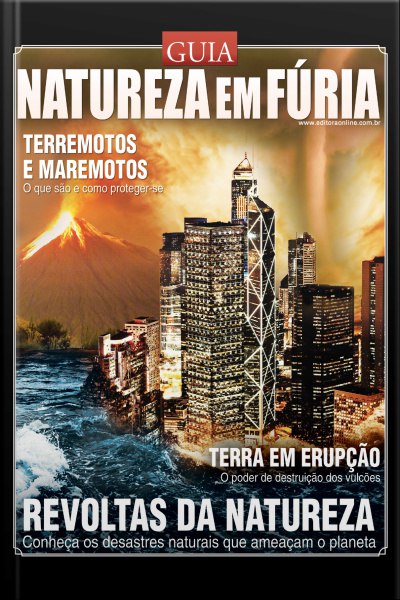 GUIA
NATUREZA EM FÚRIA
www.editoraonline.com.br
TERREMOTOS
E MAREMOTOS
O que são e como proteger-se
TERRA EM ERUPÇÃO
O poder de destruição dos vulcões
REVOLTAS DA NATUREZA
Conheça os desastres naturais que ameaçam o planeta